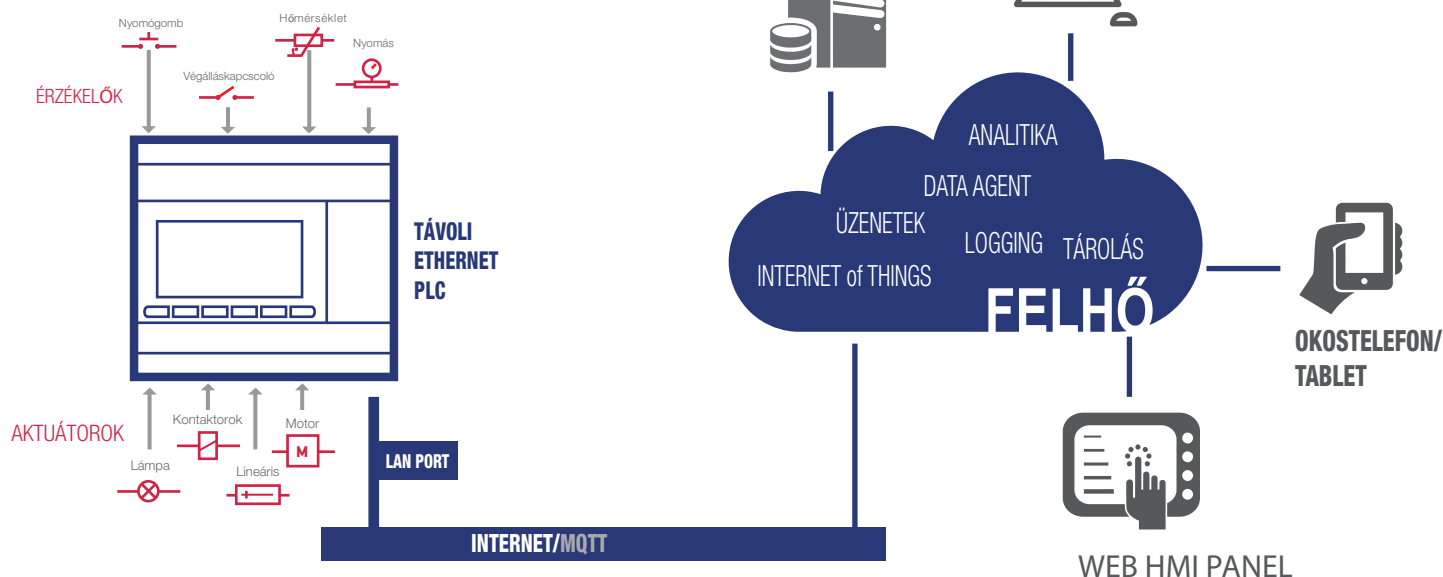 Nyomógomb
Hőmérséklet
Nyomás
Végálláskapcscoló
ÉRZÉKELŐK
TÁVOLI
ETHERNET
PLC
AKTUÁTOROK
Kontaktorok
Motor
M
Lámpa
Lineáris
LAN PORT
INTERNET/MQTT
ANALITIKA
DATA AGENT
ÜZENETEK
LOGGING
TÁROLÁS
INTERNET of THINGS
FELHŐ
OKOSTELEFON/
TABLET
WEB HMI PANEL